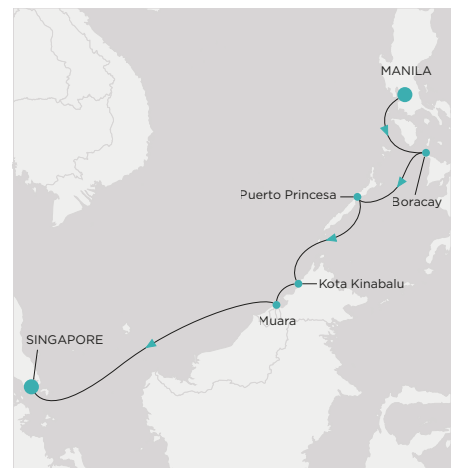 MANILA
Puerto Princesa
Boracay
Kota Kinabalu
Muara
SINGAPORE